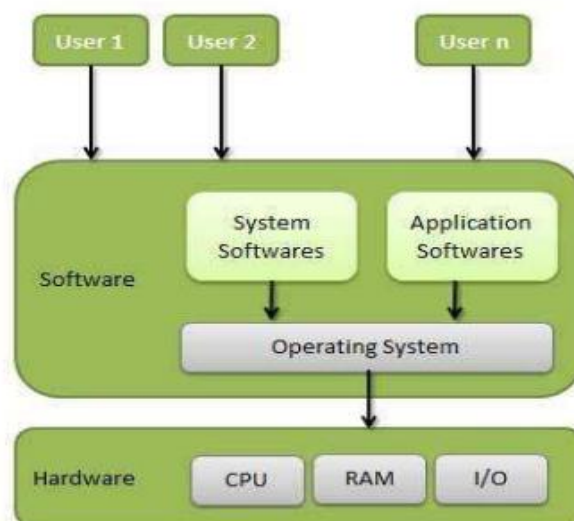 User 1
User 2
User n
System
Softwares
Application
Softwares
Software
Operating System
Hardware
CPU
RAM
I/O